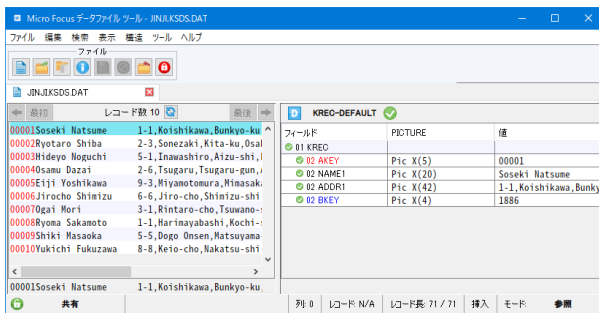 Micro Focus データファイル ツール - JINJI.KSDS.DAT
ファイル 編集 検索 表示 構造 ツール ヘルプ
ファイル
JINJI.KSDS.DAT
最初 レコード数 10 最後
00001Soseki Natsume 1-1,Koishikawa,Bunkyo-ku
00002Ryotaro Shiba 2-3,Sonezaki,Kita-ku,Osa
00003Hideyo Noguchi 5-1,Inawashiro,Aizu-shi,
00004Osamu Dazai 2-6,Tsugaru,Tsugaru-gun,
00005Eiji Yoshikawa 9-3,Miyamotomura,Mimasak
00006Jirocho Shimizu 6-6,Jiro-cho,Shimizu-shi
00007Ogai Mori 3-1,Rintaro-cho,Tsuwano-
00008Ryoma Sakamoto 1-1,Harimayabashi,Kochi-
00009Shiki Masaoka 5-5,Dogo Onsen,Matsuyama
00010Yukichi Fukuzawa 8-8,Keio-cho,Nakatsu-shi
00001Soseki Natsume 1-1,Koishikawa,Bunkyo-ku,
D KREC-DEFAULT
フィールド PICTURE 値
01 KREC
02 AKEY Pic X(5) 00001
02 NAME1 Pic X(20) Soseki Natsume
02 ADDR1 Pic X(42) 1-1,Koishikawa,Bunky
02 BKEY Pic X(4) 1886
共有 列: 0 レコード: N/A レコード長: 71 / 71 挿入 モード: 参照